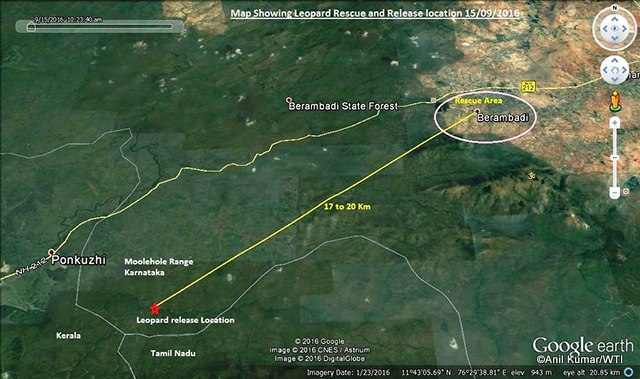 Map Showing Leopard Rescue and Release location 15/09/2016
9/15/2016 10:23:40 am
N
212
Rescue Area
Berambadi State Forest
Berambadi
17 to 20 Km
Ponkuzhi
NH-212
Moolehole Range
Karnataka
Leopard release Location
Kerala
Tamil Nadu
© 2016 Google
Image © 2016 CNES / Astrium
Image © 2016 DigitalGlobe
Google earth
©Anil Kumar/WTI
Imagery Date: 1/23/2016 11°43'05.69" N 76°29'38.81" E elev 943 m eye alt 20.85 km